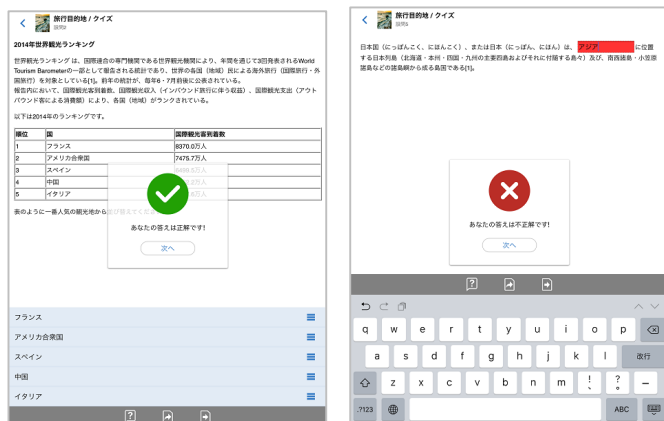 旅行目的地 / クイズ
設問2
2014年世界観光ランキング
世界観光ランキング は、国際連合の専門機関である世界観光機関により、年間を通じて3回発表されるWorld
Tourism Barometerの一部として報告される統計であり、世界の各国（地域）民による海外旅行（国際旅行・外
国旅行）を対象としている[1]。前年の統計が、毎年6・7月前後に公表されている。
報告内において、国際観光客到着数、国際観光収入（インバウンド旅行に伴う収益）、国際観光支出（アウト
バウンド客による消費額）により、各国（地域）がランクされている。
以下は2014年のランキングです。
順位 国 国際観光客到着数
1 フランス 8370.0万人
2 アメリカ合衆国 7475.7万人
3 スペイン
4 中国
5 イタリア
表のように一番人気の観光地から並び替えてくだ
あなたの答えは正解です!
次へ
フランス
アメリカ合衆国
スペイン
中国
イタリア
旅行目的地 / クイズ
設問5
日本国（にっぽんこく、にほんこく）、または日本（にっぽん、にほん）は、 アジア に位置
する日本列島（北海道・本州・四国・九州の主要四島およびそれに付随する島々）及び、南西諸島・小笠原
諸島などの諸島嶼から成る島国である[1]。
あなたの答えは不正解です!
次へ
q w e r t y u i o p
a s d f g h j k l 改行
z x c v b n m ! 、 ? 。 –
.?123 ABC